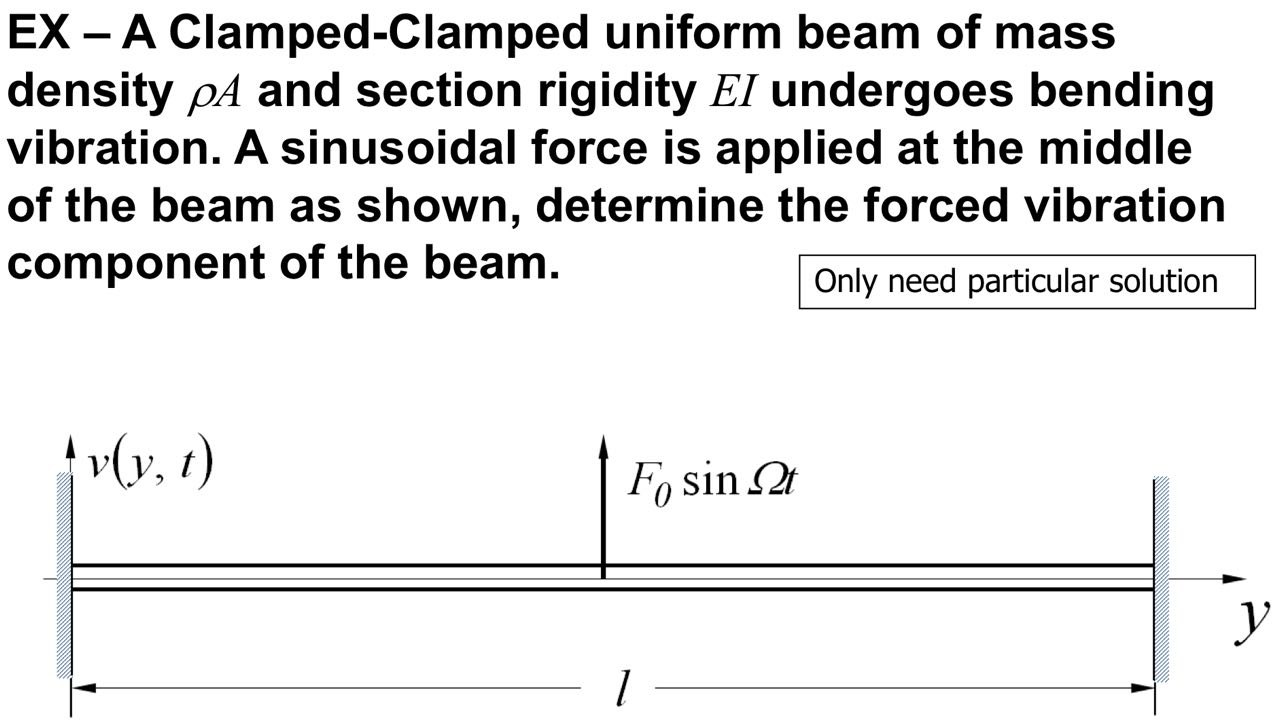 EX – A Clamped-Clamped uniform beam of mass
density ρA and section rigidity EI undergoes bending
vibration. A sinusoidal force is applied at the middle
of the beam as shown, determine the forced vibration
component of the beam.
Only need particular solution
v(y, t)
F₀ sin Ωt
y
l